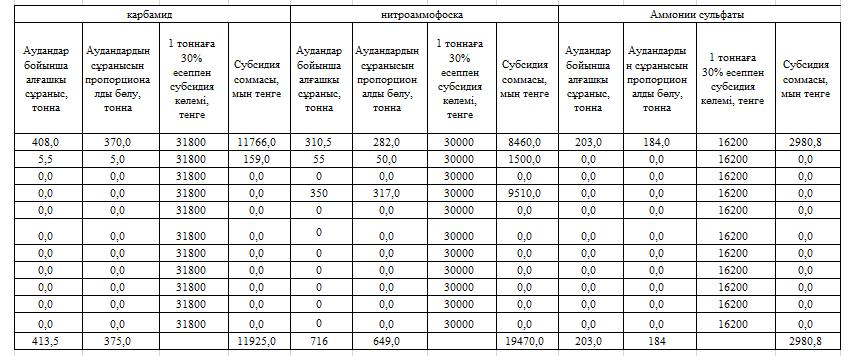 карбамид нитроаммофоска Аммонии сульфаты
Аудандар бойынша алғашқы сұраныс, тонна
Аудандардың сұранысын пропорциона лды бөлу, тонна
1 тоннаға 30% есеппен субсидия көлемі, тенге
Субсидия соммасы, мың тенге
Аудандар бойынша алғашқы сұраныс, тонна
Аудандардың сұранысын пропорцион алды бөлу, тонна
1 тоннаға 30% есеппен субсидия көлемі, тенге
Субсидия соммасы, мың тенге
Аудандар бойынша алғашқы сұраныс, тонна
Аудандарды ң сұранысын пропорцион алды бөлу, тонна
1 тоннаға 30% есеппен субсидия көлемі, тенге
Субсидия соммасы, мың тенге
408,0 370,0 31800 11766,0 310,5 282,0 30000 8460,0 203,0 184,0 16200 2980,8
5,5 5,0 31800 159,0 55 50,0 30000 1500,0 0,0 0,0 16200 0,0
0,0 0,0 31800 0,0 0 0,0 30000 0,0 0,0 0,0 16200 0,0
0,0 0,0 31800 0,0 350 317,0 30000 9510,0 0,0 0,0 16200 0,0
0,0 0,0 31800 0,0 0 0,0 30000 0,0 0,0 0,0 16200 0,0
0,0 0,0 31800 0,0 0 0,0 30000 0,0 0,0 0,0 16200 0,0
0,0 0,0 31800 0,0 0 0,0 30000 0,0 0,0 0,0 16200 0,0
0,0 0,0 31800 0,0 0 0,0 30000 0,0 0,0 0,0 16200 0,0
0,0 0,0 31800 0,0 0 0,0 30000 0,0 0,0 0,0 16200 0,0
0,0 0,0 31800 0,0 0 0,0 30000 0,0 0,0 0,0 16200 0,0
0,0 0,0 31800 0,0 0 0,0 30000 0,0 0,0 0,0 16200 0,0
413,5 375,0 11925,0 716 649,0 19470,0 203,0 184 2980,8